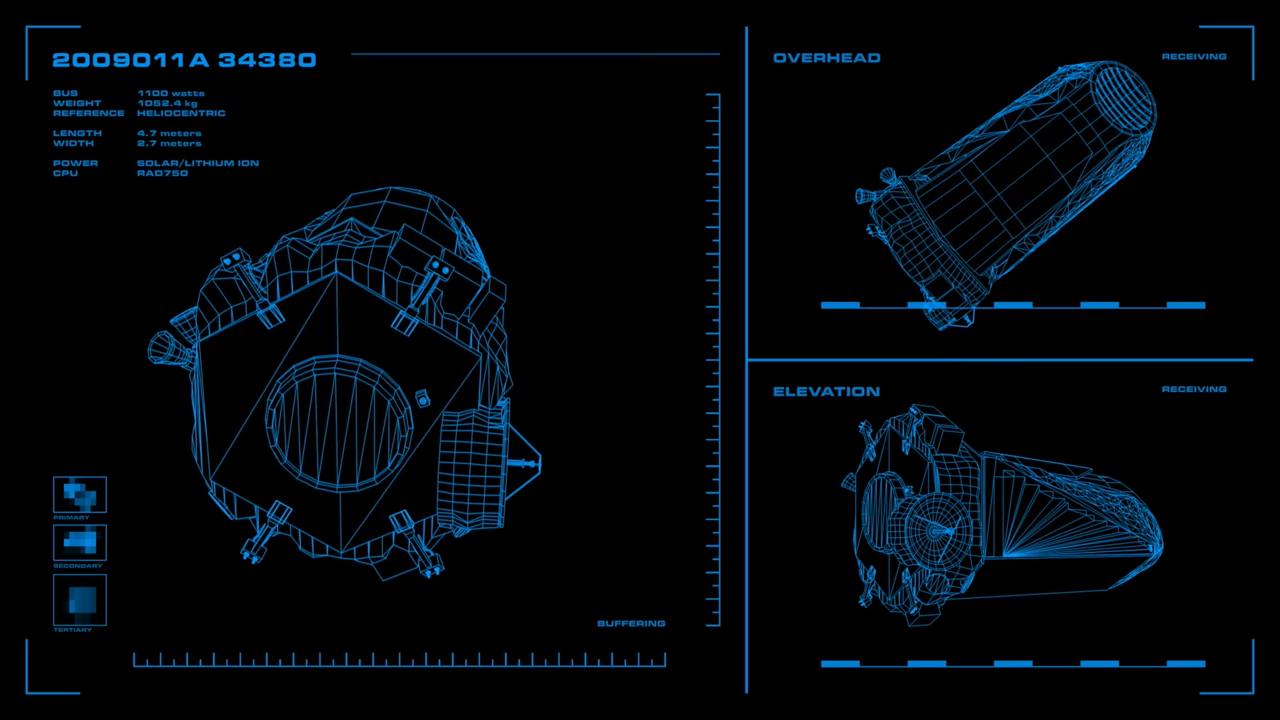 2009011A 34380
BUS 1100 watts
WEIGHT 1052.4 kg
REFERENCE HELIOCENTRIC
LENGTH 4.7 meters
WIDTH 2.7 meters
POWER SOLAR/LITHIUM ION
CPU RAD750
PRIMARY
SECONDARY
TERTIARY
BUFFERING
OVERHEAD RECEIVING
ELEVATION RECEIVING